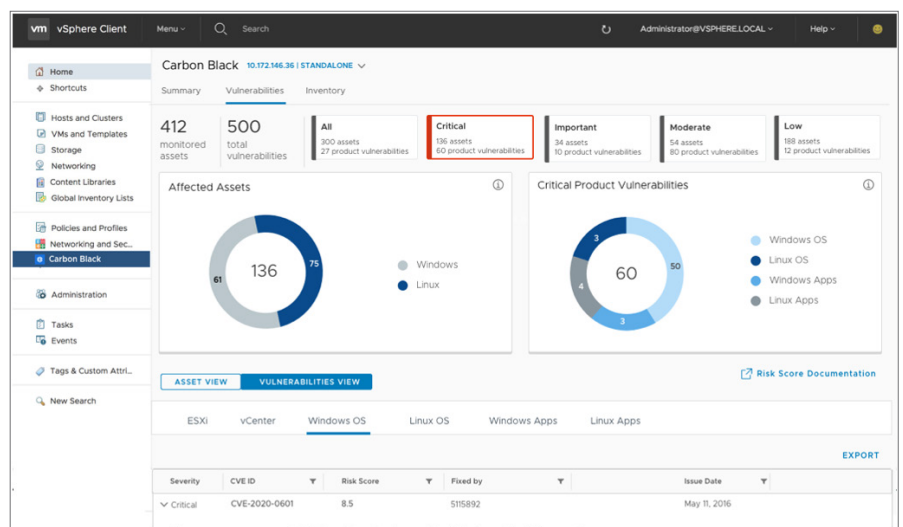 vm vSphere Client Menu Search Administrator@VSPHERE.LOCAL Help
Home
Shortcuts
Hosts and Clusters
VMs and Templates
Storage
Networking
Content Libraries
Global Inventory Lists
Policies and Profiles
Networking and Sec...
Carbon Black
Administration
Tasks
Events
Tags & Custom Attri...
New Search
Carbon Black 10.172.146.36 | STANDALONE
Summary Vulnerabilities Inventory
412
monitored
assets
500
total
vulnerabilities
All
300 assets
27 product vulnerabilities
Critical
136 assets
60 product vulnerabilities
Important
34 assets
10 product vulnerabilities
Moderate
54 assets
80 product vulnerabilities
Low
188 assets
12 product vulnerabilities
Affected Assets
61
136
75
Windows
Linux
Critical Product Vulnerabilities
3
4
60
50
3
Windows OS
Linux OS
Windows Apps
Linux Apps
ASSET VIEW VULNERABILITIES VIEW
Risk Score Documentation
ESXi vCenter Windows OS Linux OS Windows Apps Linux Apps
EXPORT
Severity CVE ID Risk Score Fixed by Issue Date
Critical CVE-2020-0601 8.5 5115892 May 11, 2016